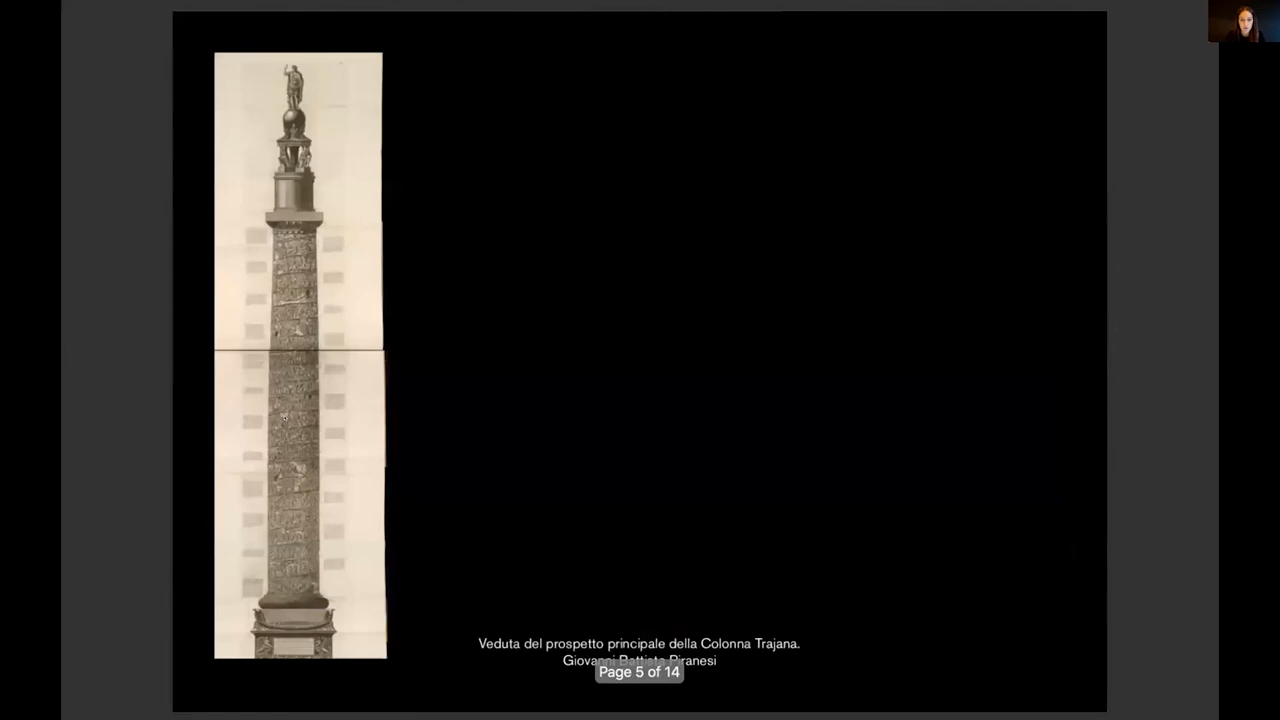 Veduta del prospetto principale della Colonna Trajana.
Giovanni Battista Piranesi
Page 5 of 14